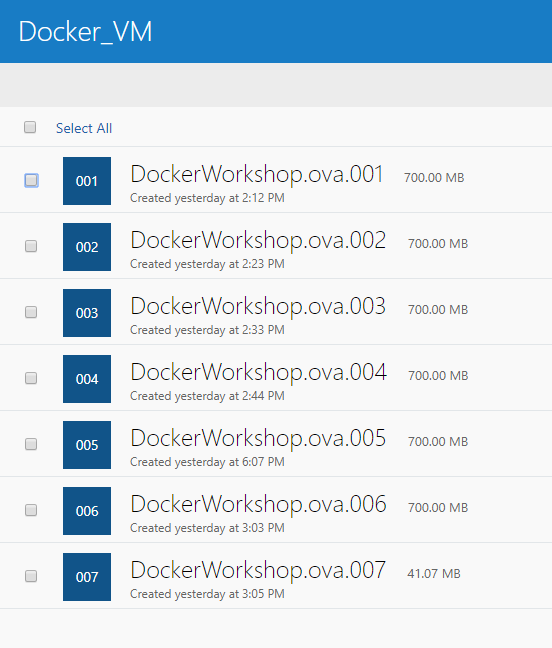 Docker_VM
Select All
001 DockerWorkshop.ova.001 700.00 MB
Created yesterday at 2:12 PM
002 DockerWorkshop.ova.002 700.00 MB
Created yesterday at 2:23 PM
003 DockerWorkshop.ova.003 700.00 MB
Created yesterday at 2:33 PM
004 DockerWorkshop.ova.004 700.00 MB
Created yesterday at 2:44 PM
005 DockerWorkshop.ova.005 700.00 MB
Created yesterday at 6:07 PM
006 DockerWorkshop.ova.006 700.00 MB
Created yesterday at 3:03 PM
007 DockerWorkshop.ova.007 41.07 MB
Created yesterday at 3:05 PM